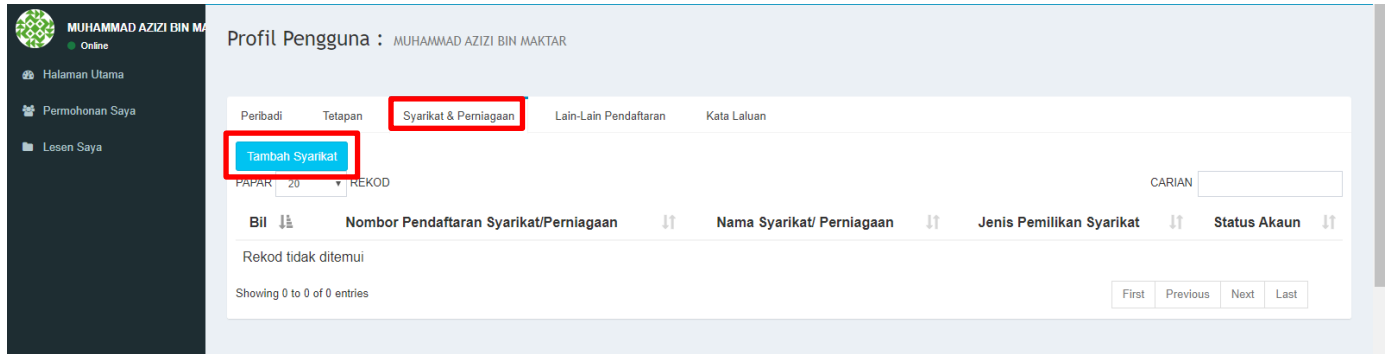 MUHAMMAD AZIZI BIN MA
Online
Halaman Utama
Permohonan Saya
Lesen Saya
Profil Pengguna : MUHAMMAD AZIZI BIN MAKTAR
Peribadi Tetapan Syarikat & Perniagaan Lain-Lain Pendaftaran Kata Laluan
Tambah Syarikat
PAPAR 20 REKOD CARIAN
Bil Nombor Pendaftaran Syarikat/Perniagaan Nama Syarikat/ Perniagaan Jenis Pemilikan Syarikat Status Akaun
Rekod tidak ditemui
Showing 0 to 0 of 0 entries First Previous Next Last